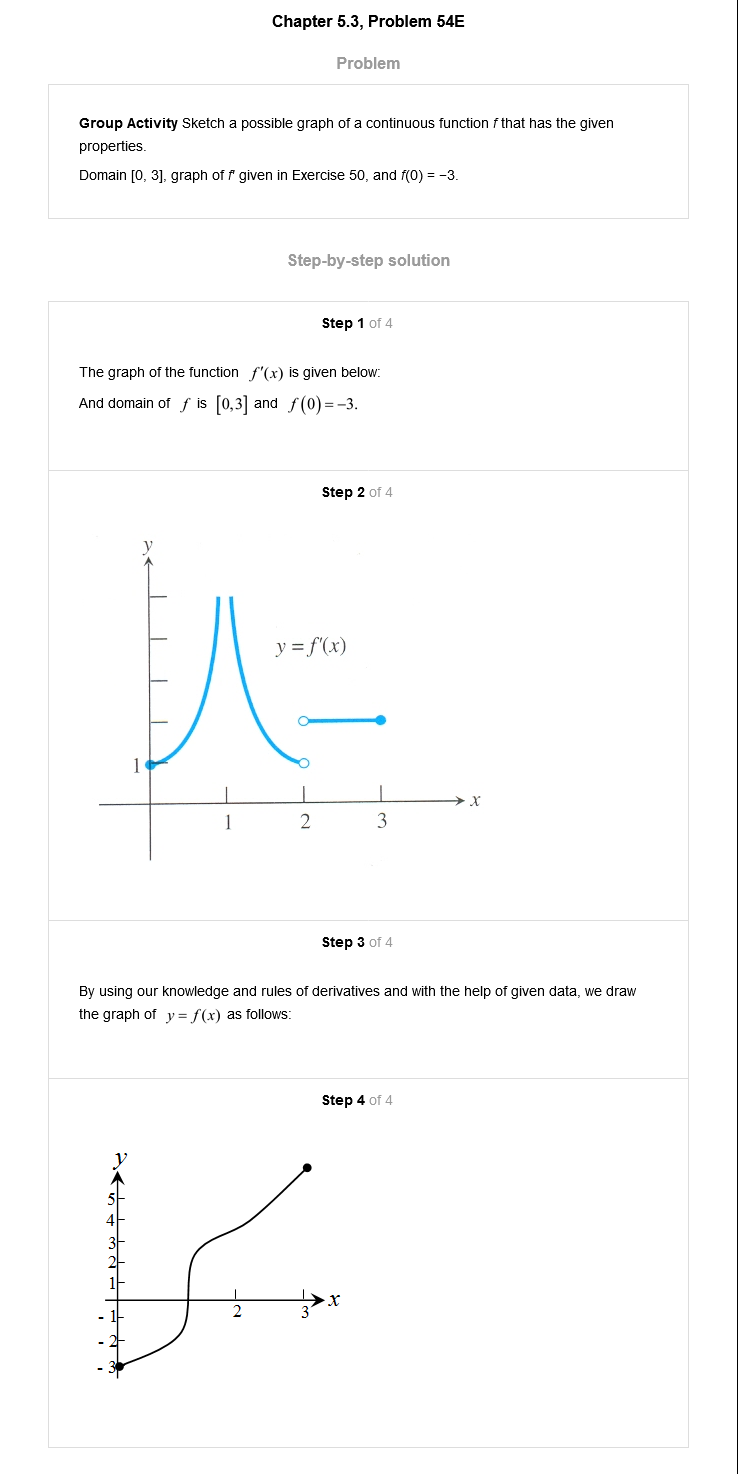 Chapter 5.3, Problem 54E
Problem
Group Activity Sketch a possible graph of a continuous function f that has the given
properties.
Domain [0, 3], graph of f' given in Exercise 50, and f(0) = −3.
Step-by-step solution
Step 1 of 4
The graph of the function f'(x) is given below:
And domain of f is [0,3] and f(0)=−3.
Step 2 of 4
y
y = f'(x)
1
x
1 2 3
Step 3 of 4
By using our knowledge and rules of derivatives and with the help of given data, we draw
the graph of y = f(x) as follows:
Step 4 of 4
y
5
4
3
2
1
x
2 3
- 1
- 2
- 3